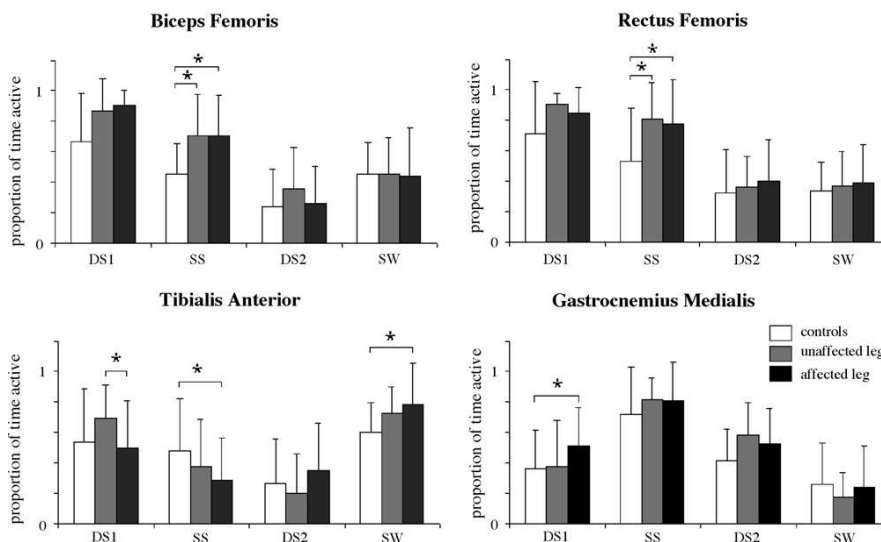 Biceps Femoris
proportion of time active
1
0
* *
DS1 SS DS2 SW
Rectus Femoris
proportion of time active
1
0
* *
DS1 SS DS2 SW
Tibialis Anterior
proportion of time active
1
0
* * *
DS1 SS DS2 SW
Gastrocnemius Medialis
proportion of time active
1
0
*
controls
unaffected leg
affected leg
DS1 SS DS2 SW